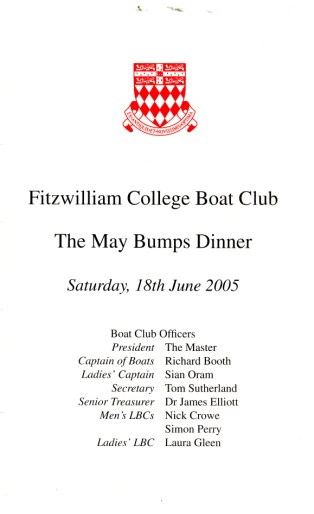 Fitzwilliam College Boat Club
The May Bumps Dinner
Saturday, 18th June 2005
Boat Club Officers
President The Master
Captain of Boats Richard Booth
Ladies' Captain Sian Oram
Secretary Tom Sutherland
Senior Treasurer Dr James Elliott
Men's LBCs Nick Crowe
Simon Perry
Ladies' LBC Laura Gleen